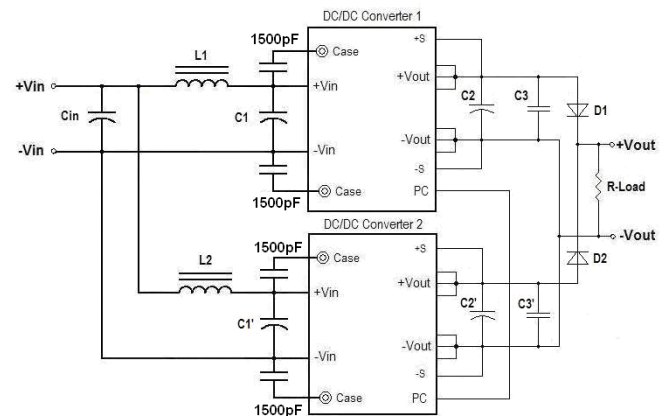 DC/DC Converter 1
1500pF
Case
+S
L1
+Vin
+Vin
+Vout
C2
C3
D1
Cin
C1
+Vout
-Vin
-Vin
-Vout
R-Load
-S
Case
PC
1500pF
-Vout
DC/DC Converter 2
1500pF
Case
+S
D2
L2
+Vin
+Vout
C1'
C2'
C3'
-Vin
-Vout
-S
Case
PC
1500pF